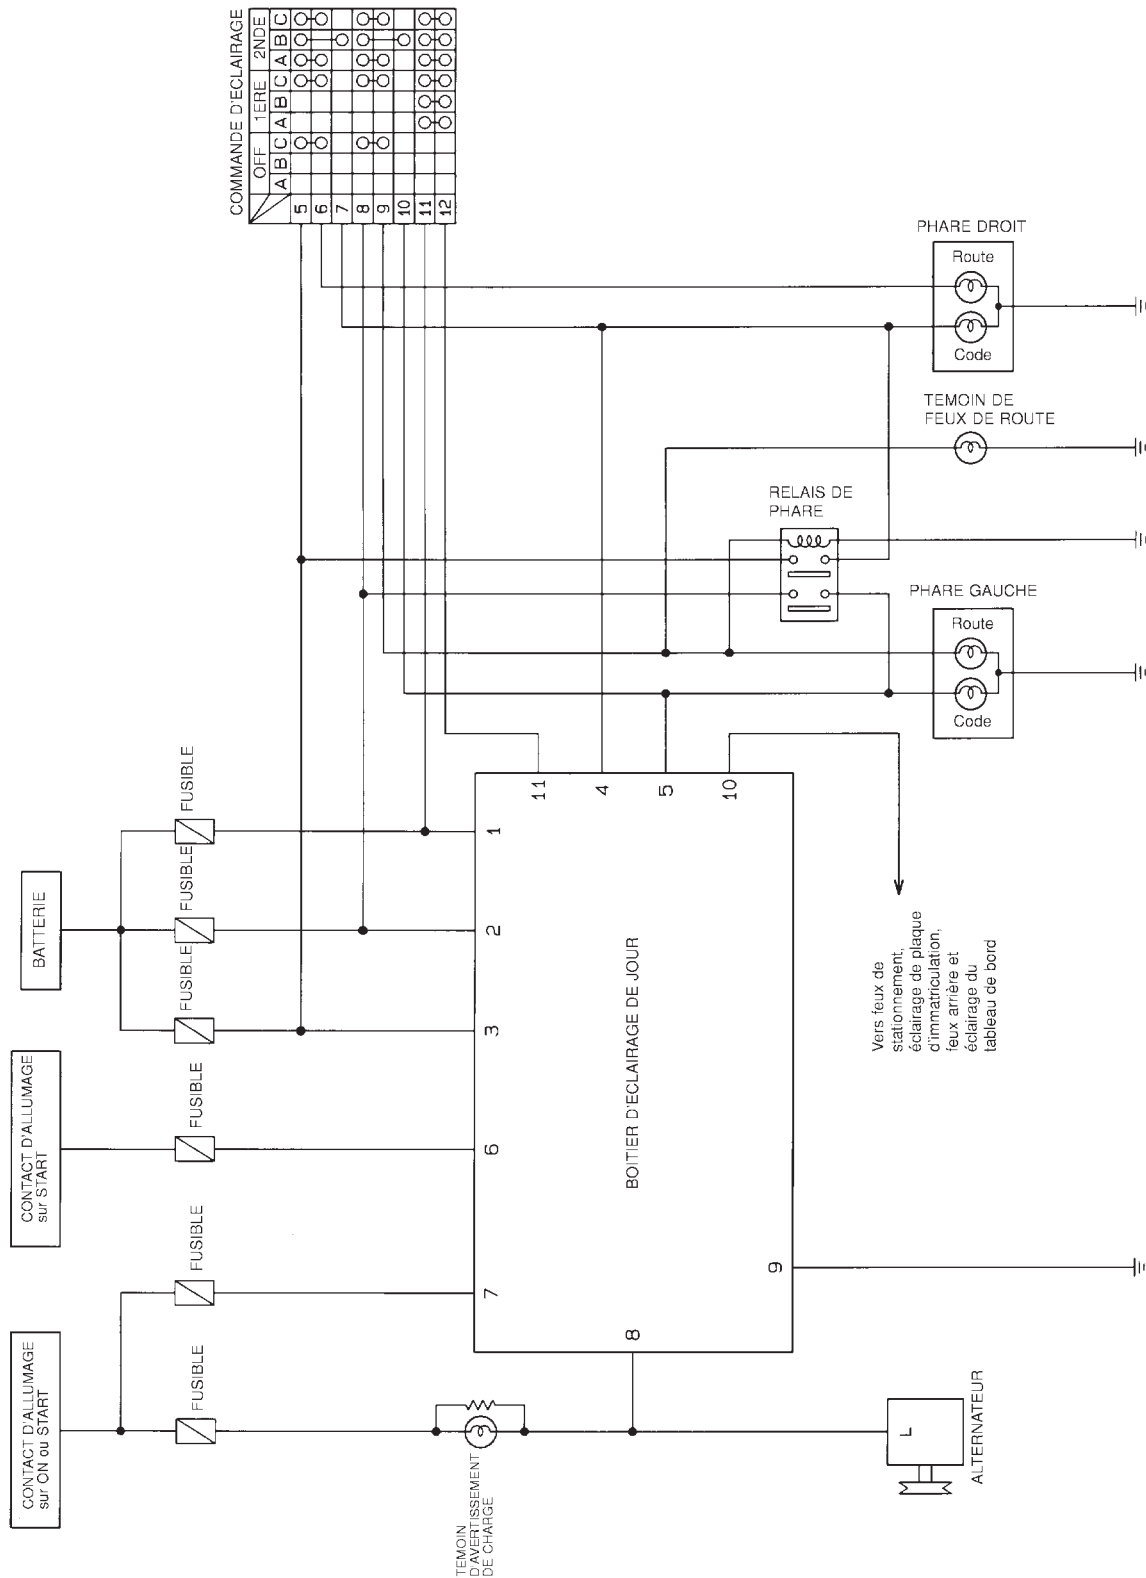 COMMANDE D'ECLAIRAGE
OFF 1ERE 2NDE
A B C A B C A B C
5
6
7
8
9
10
11
12
PHARE DROIT
Route
Code
TEMOIN DE
FEUX DE ROUTE
RELAIS DE
PHARE
PHARE GAUCHE
Route
Code
BATTERIE
FUSIBLE
FUSIBLE
FUSIBLE
CONTACT D'ALLUMAGE
sur START
FUSIBLE
CONTACT D'ALLUMAGE
sur ON ou START
FUSIBLE
FUSIBLE
11
4
5
10
1
2
3
6
7
8
9
BOITIER D'ECLAIRAGE DE JOUR
Vers feux de
stationnement,
éclairage de plaque
d'immatriculation,
feux arrière et
éclairage du
tableau de bord
TEMOIN
D'AVERTISSEMENT
DE CHARGE
L
ALTERNATEUR